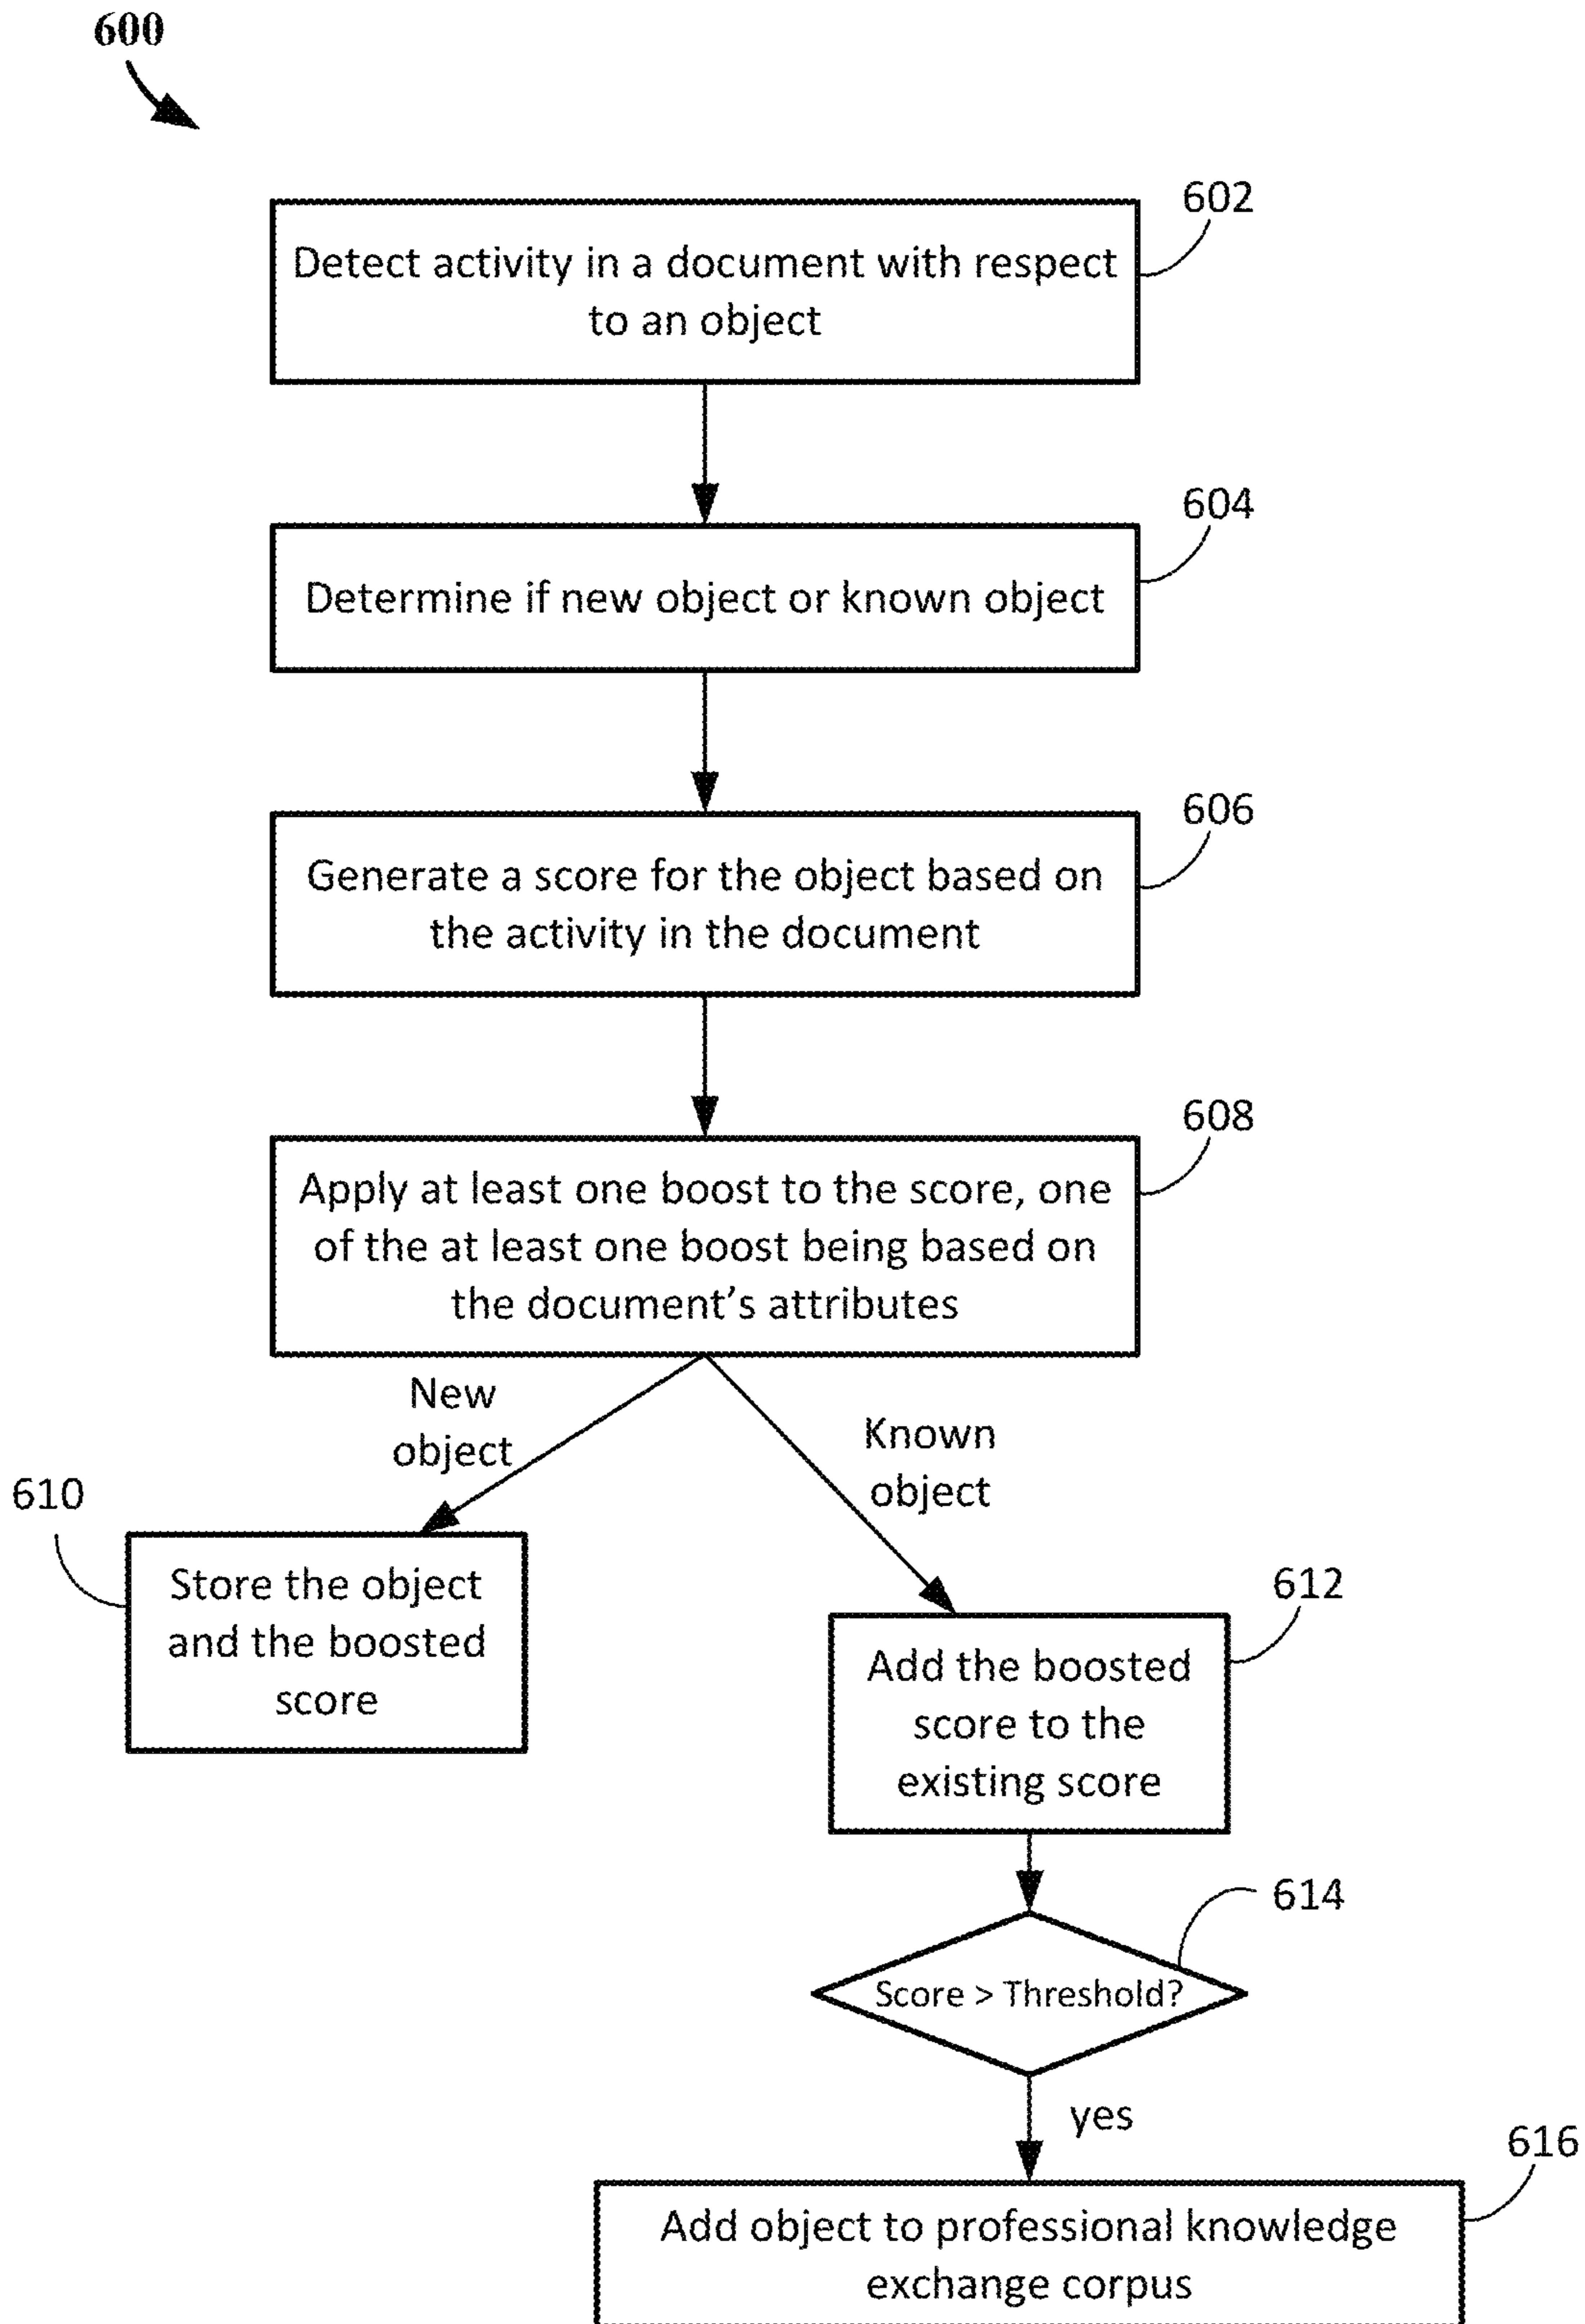 600
602
Detect activity in a document with respect
to an object
604
Determine if new object or known object
606
Generate a score for the object based on
the activity in the document
608
Apply at least one boost to the score, one
of the at least one boost being based on
the document's attributes
New
object
Known
object
610
Store the object
and the boosted
score
612
Add the boosted
score to the
existing score
614
Score > Threshold?
yes
616
Add object to professional knowledge
exchange corpus